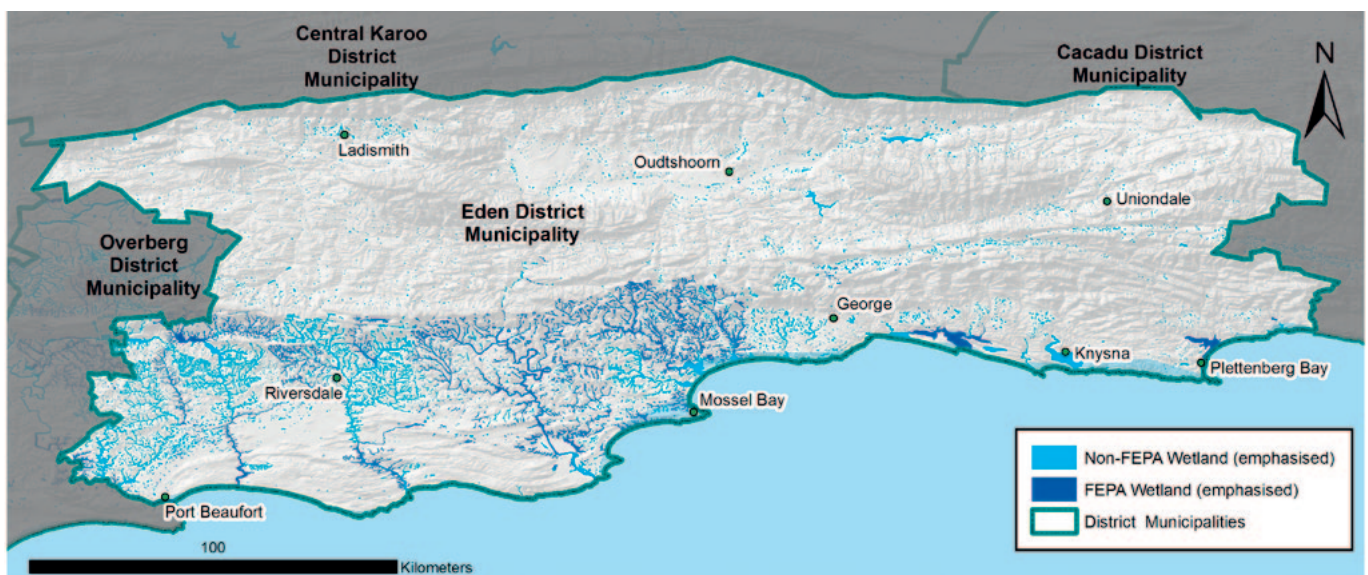 Central Karoo
District
Municipality
Cacadu District
Municipality
N
Ladismith
Oudtshoorn
Uniondale
Eden District
Municipality
Overberg
District
Municipality
George
Knysna
Plettenberg Bay
Riversdale
Mossel Bay
Port Beaufort
Non-FEPA Wetland (emphasised)
FEPA Wetland (emphasised)
District Municipalities
100
Kilometers